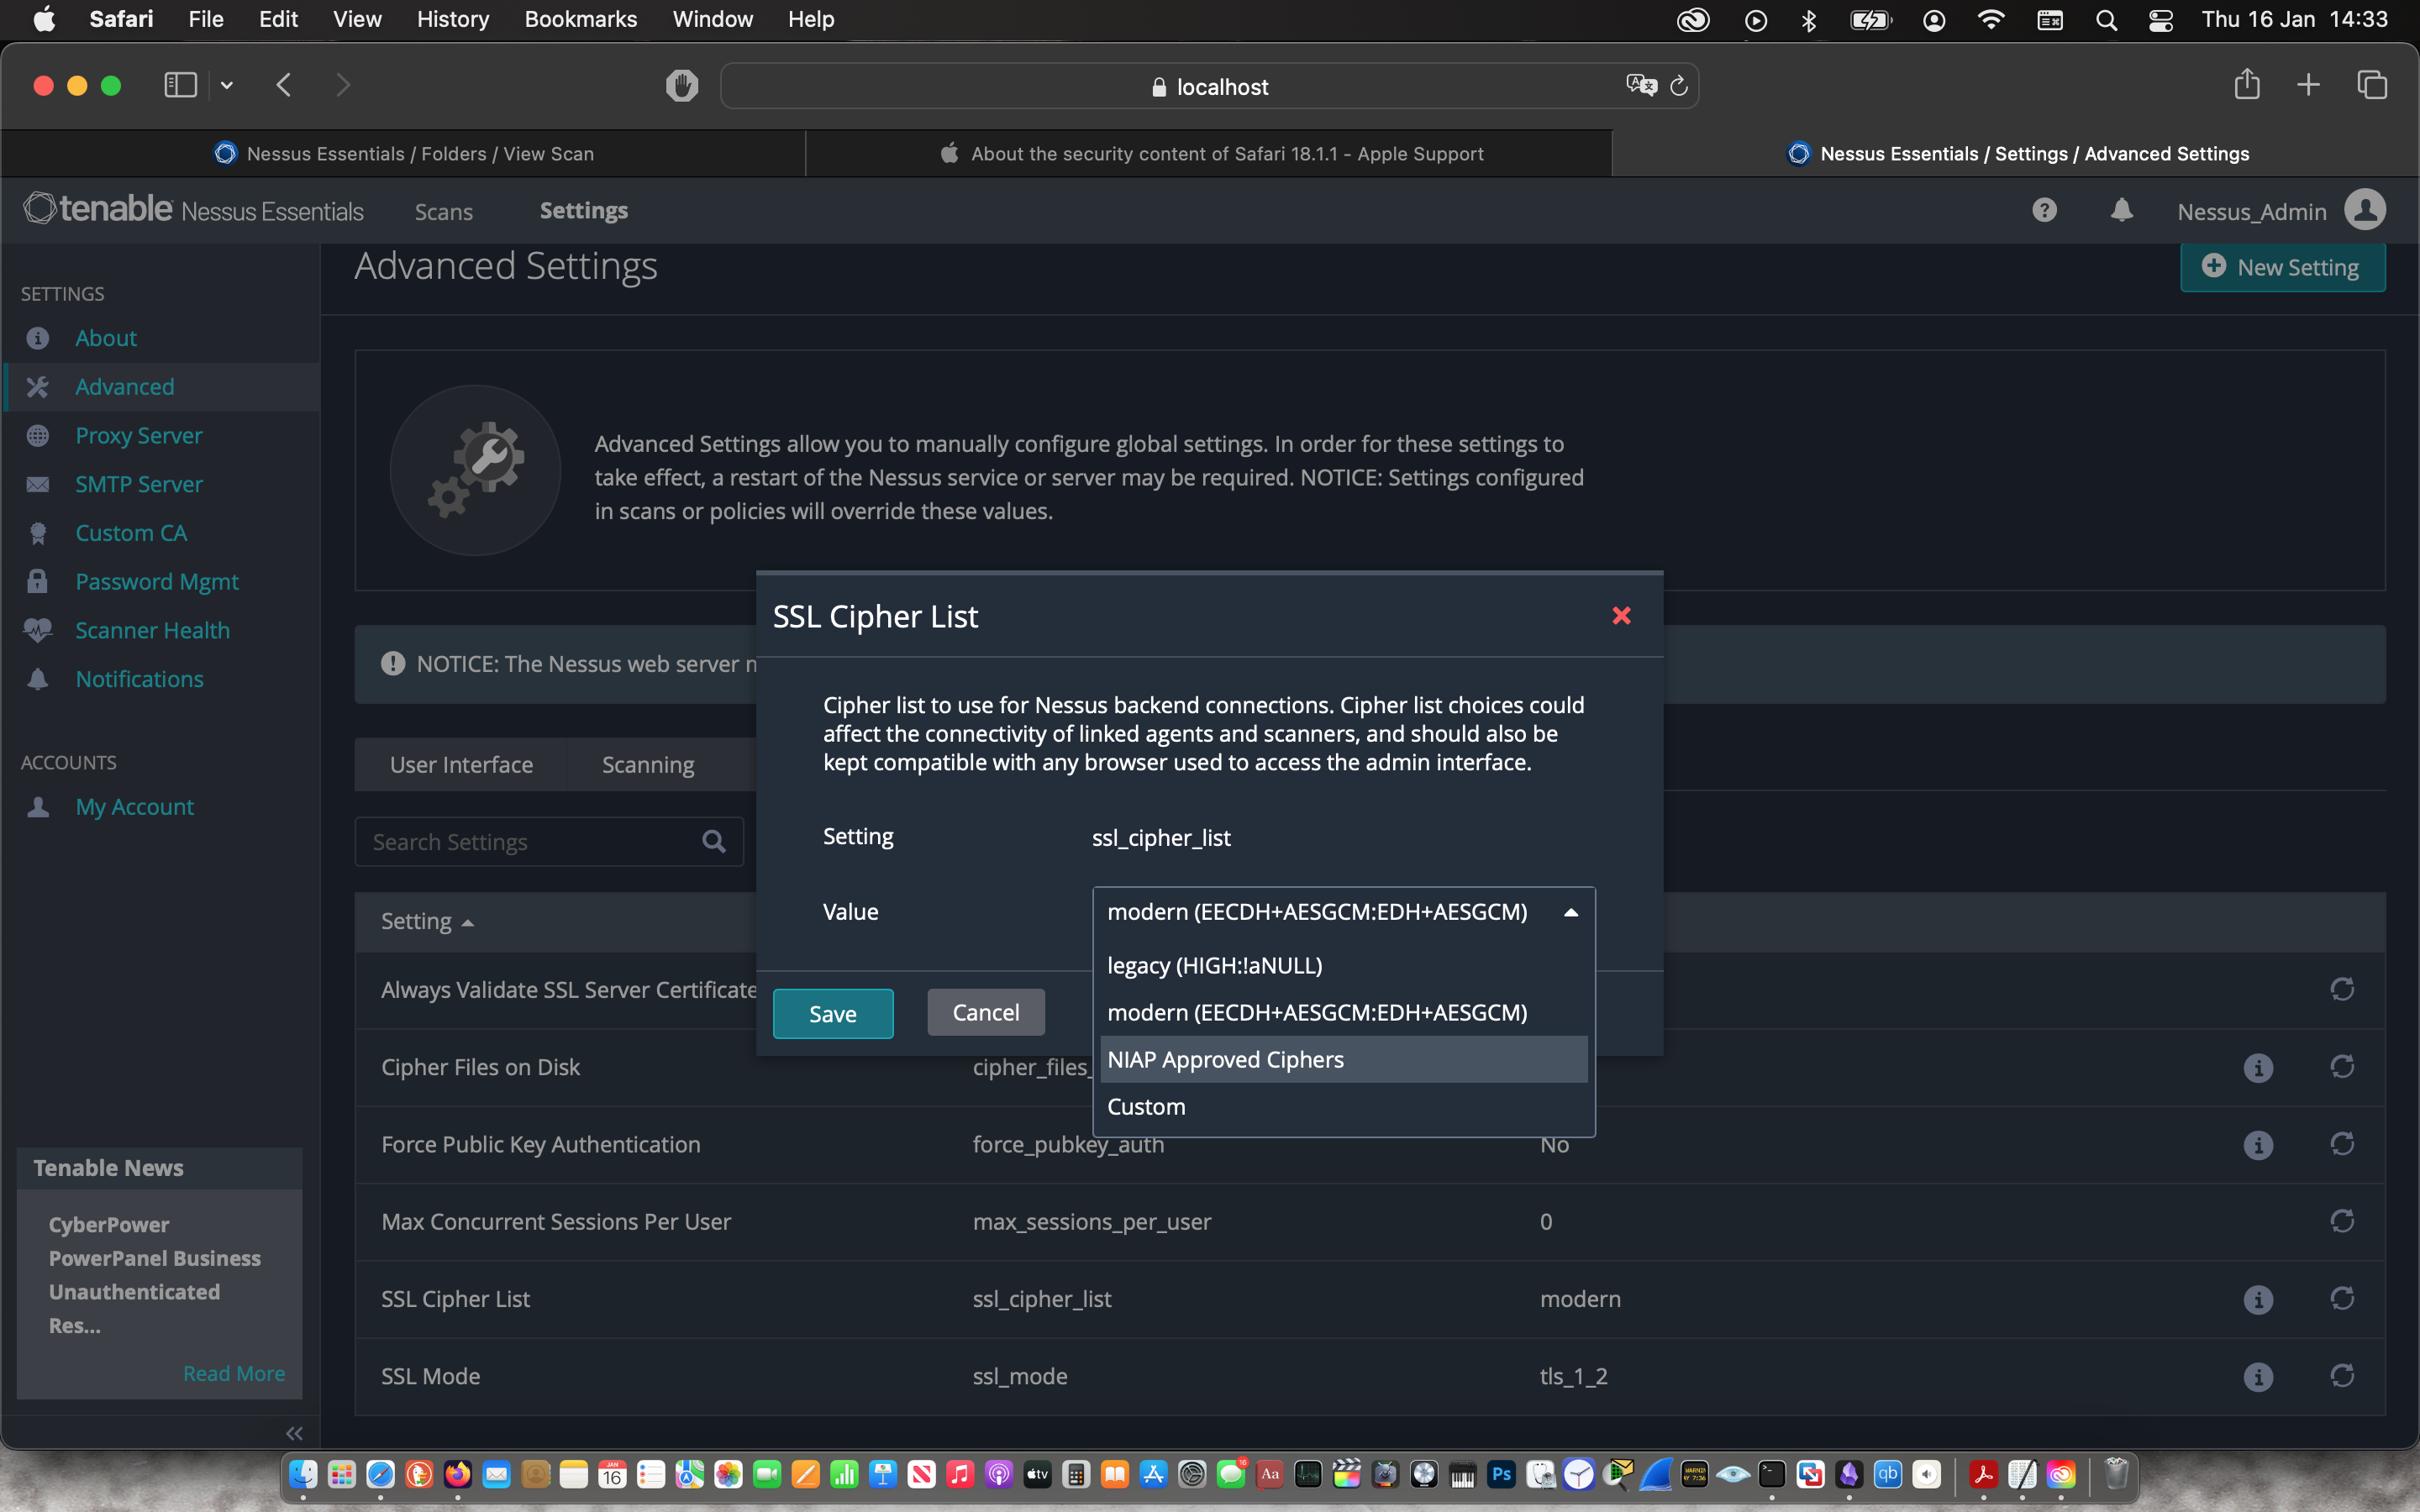 Safari File Edit View History Bookmarks Window Help Thu 16 Jan 14:33
localhost
Nessus Essentials / Folders / View Scan
About the security content of Safari 18.1.1 - Apple Support
Nessus Essentials / Settings / Advanced Settings
tenable Nessus Essentials Scans Settings Nessus_Admin
SETTINGS
About
Advanced
Proxy Server
SMTP Server
Custom CA
Password Mgmt
Scanner Health
Notifications
ACCOUNTS
My Account
Tenable News
CyberPower
PowerPanel Business
Unauthenticated
Res...
Read More
Advanced Settings
New Setting
Advanced Settings allow you to manually configure global settings. In order for these settings to
take effect, a restart of the Nessus service or server may be required. NOTICE: Settings configured
in scans or policies will override these values.
NOTICE: The Nessus web server
User Interface Scanning
Search Settings
Setting
Always Validate SSL Server Certificate
Cipher Files on Disk cipher_files_
Force Public Key Authentication force_pubkey_auth No
Max Concurrent Sessions Per User max_sessions_per_user 0
SSL Cipher List ssl_cipher_list modern
SSL Mode ssl_mode tls_1_2
SSL Cipher List
Cipher list to use for Nessus backend connections. Cipher list choices could
affect the connectivity of linked agents and scanners, and should also be
kept compatible with any browser used to access the admin interface.
Setting ssl_cipher_list
Value modern (EECDH+AESGCM:EDH+AESGCM)
legacy (HIGH:!aNULL)
modern (EECDH+AESGCM:EDH+AESGCM)
NIAP Approved Ciphers
Custom
Save Cancel
JAN
16
tv
16
Aa
Ps
qb